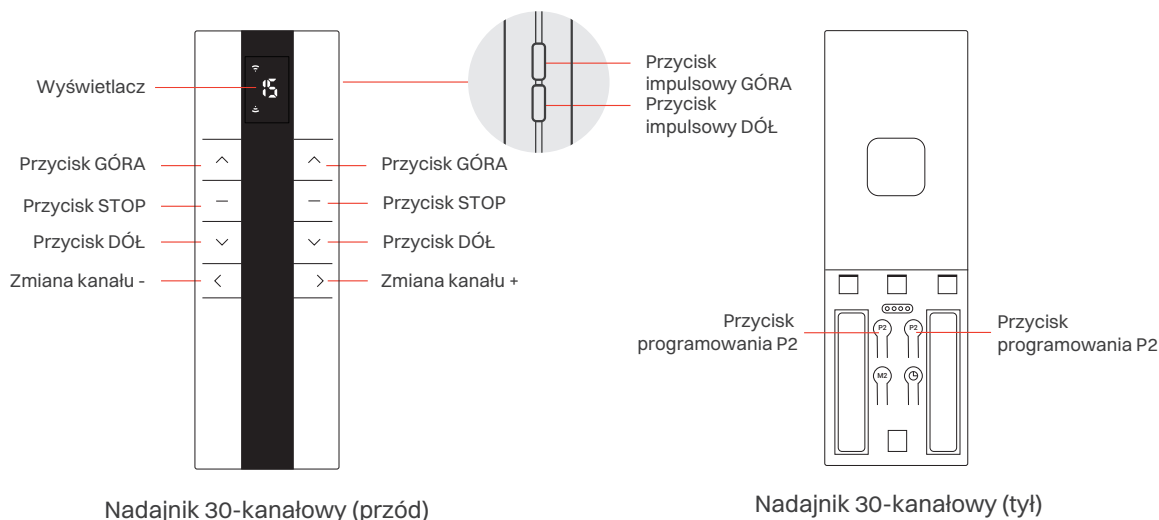 Wyświetlacz
15
Przycisk GÓRA
Przycisk STOP
Przycisk DÓŁ
Zmiana kanału -
Przycisk GÓRA
Przycisk STOP
Przycisk DÓŁ
Zmiana kanału +
Przycisk
impulsowy GÓRA
Przycisk
impulsowy DÓŁ
Nadajnik 30-kanałowy (przód)
Przycisk
programowania P2
P2
P2
M2
Przycisk
programowania P2
Nadajnik 30-kanałowy (tył)